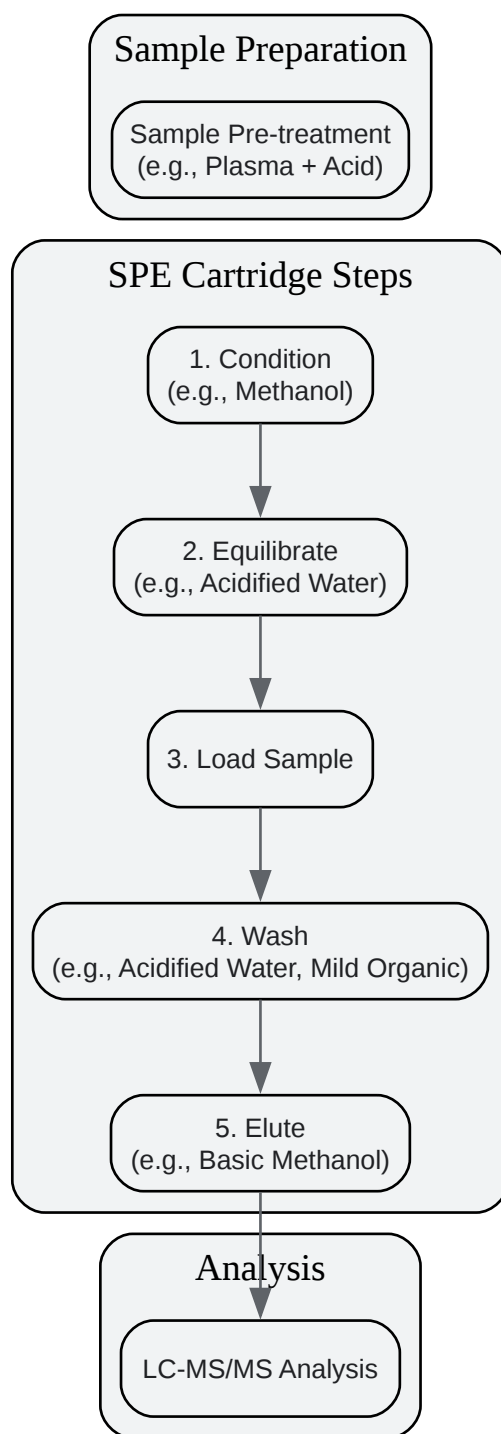 Sample Preparation
Sample Pre-treatment
(e.g., Plasma + Acid)
SPE Cartridge Steps
1. Condition
(e.g., Methanol)
2. Equilibrate
(e.g., Acidified Water)
3. Load Sample
4. Wash
(e.g., Acidified Water, Mild Organic)
5. Elute
(e.g., Basic Methanol)
Analysis
LC-MS/MS Analysis